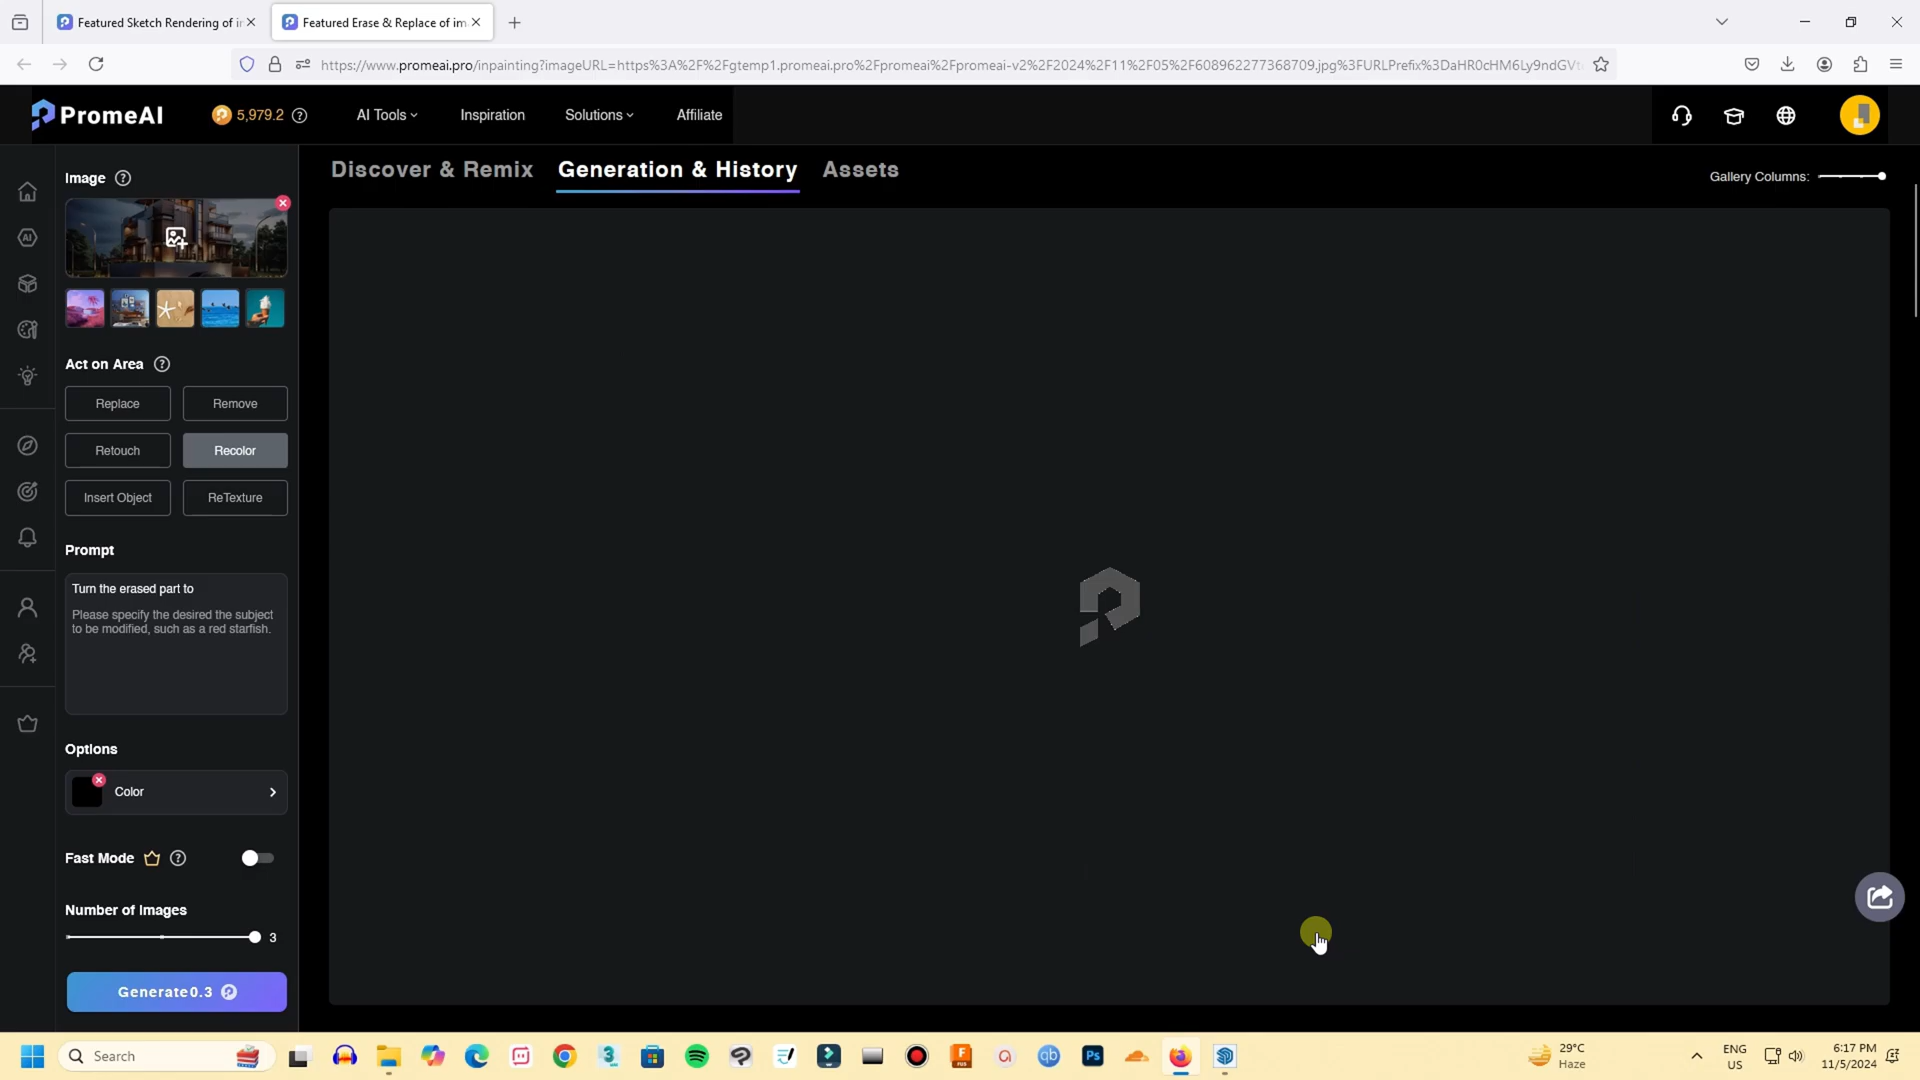 Featured Sketch Rendering of ir
Featured Erase & Replace of im
https://www.promeai.pro/inpainting?imageURL=https%3A%2F%2Fgtemp1.promeai.pro%2Fpromeai%2Fpromeai-v2%2F2024%2F11%2F05%2F608962277368709.jpg%3FURLPrefix%3DaHR0cHM6Ly9ndGVt
PromeAI
5,979.2
AI Tools
Inspiration
Solutions
Affiliate
Image
Discover & Remix
Generation & History
Assets
Gallery Columns:
Act on Area
Replace
Remove
Retouch
Recolor
Insert Object
ReTexture
Prompt
Turn the erased part to
Please specify the desired the subject
to be modified, such as a red starfish.
Options
Color
Fast Mode
Number of Images
3
Generate0.3
Search
29°C
Haze
ENG
US
6:17 PM
11/5/2024